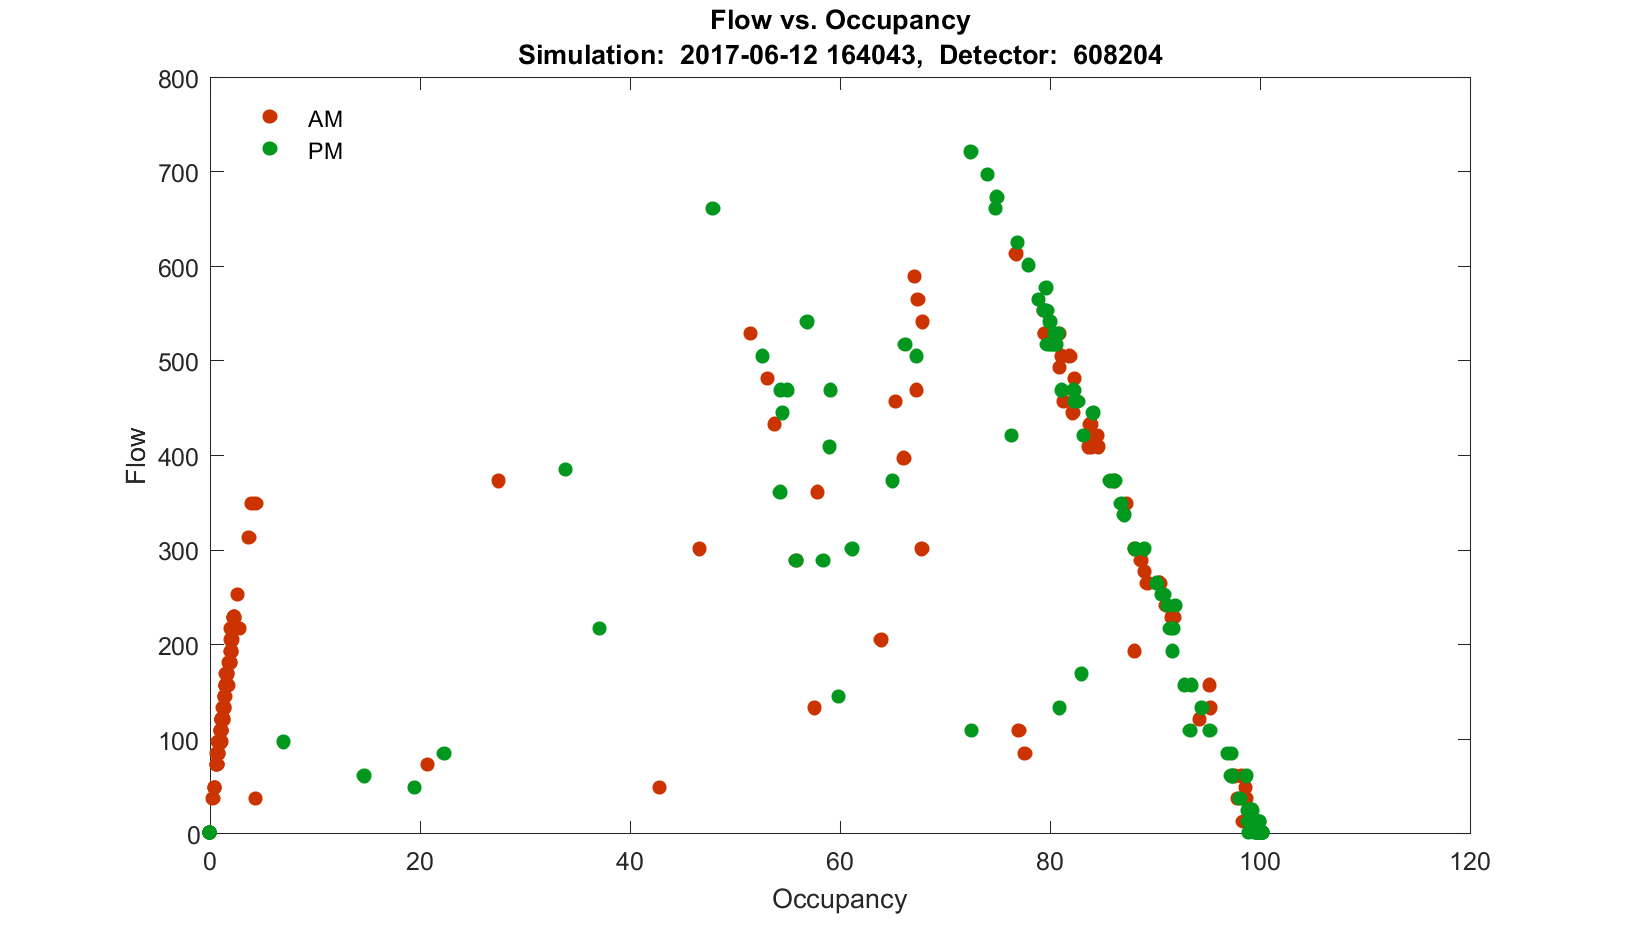 Flow vs. Occupancy
Simulation:  2017-06-12 164043,  Detector:  608204
800
AM
PM
700
600
500
Flow
400
300
200
100
0
0 20 40 60 80 100 120
Occupancy